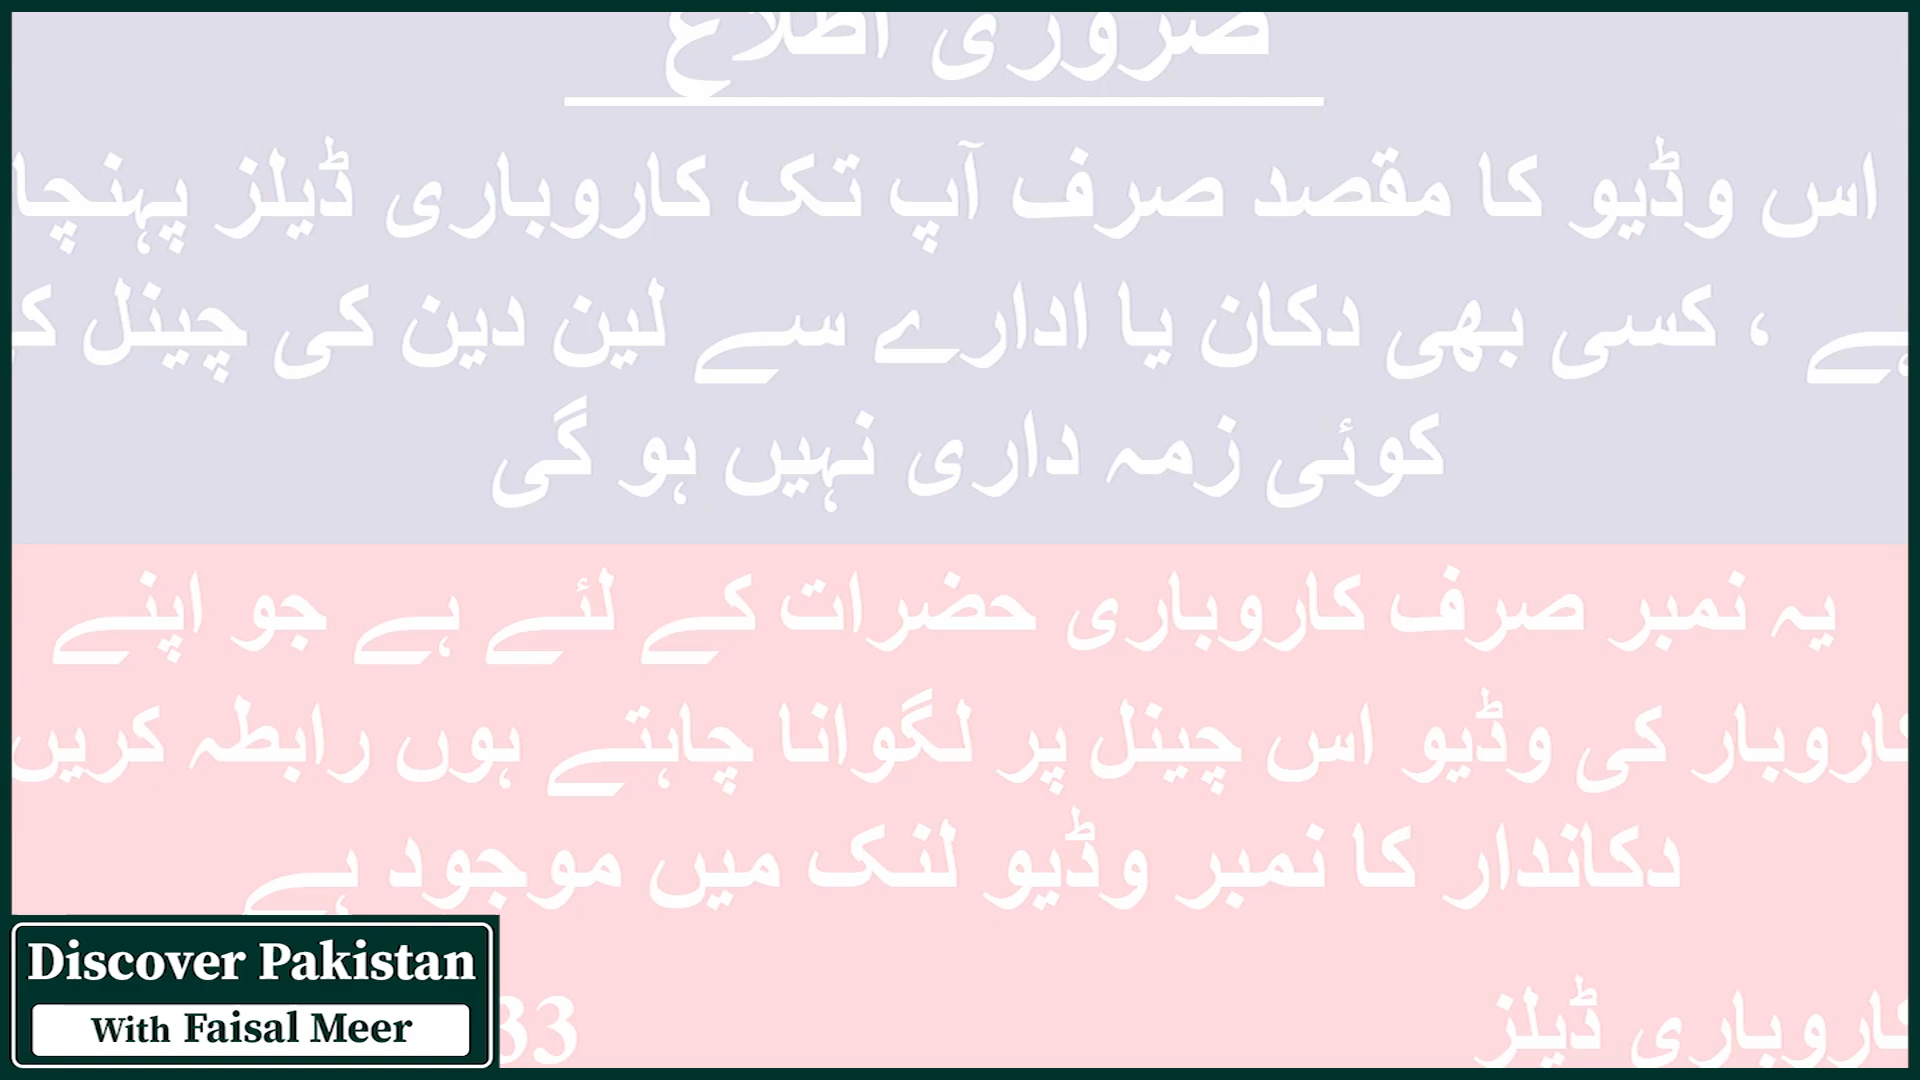 ضروری اطلاع
اس وڈیو کا مقصد صرف آپ تک کاروباری ڈیلز پہنچا
ہے ، کسی بھی دکان یا ادارے سے لین دین کی چینل کی
کوئی زمہ داری نہیں ہو گی
یہ نمبر صرف کاروباری حضرات کے لئے ہے جو اپنے
کاروبار کی وڈیو اس چینل پر لگوانا چاہتے ہوں رابطہ کریں
دکاندار کا نمبر وڈیو لنک میں موجود ہے
کاروباری ڈیلز 33
Discover Pakistan
With Faisal Meer